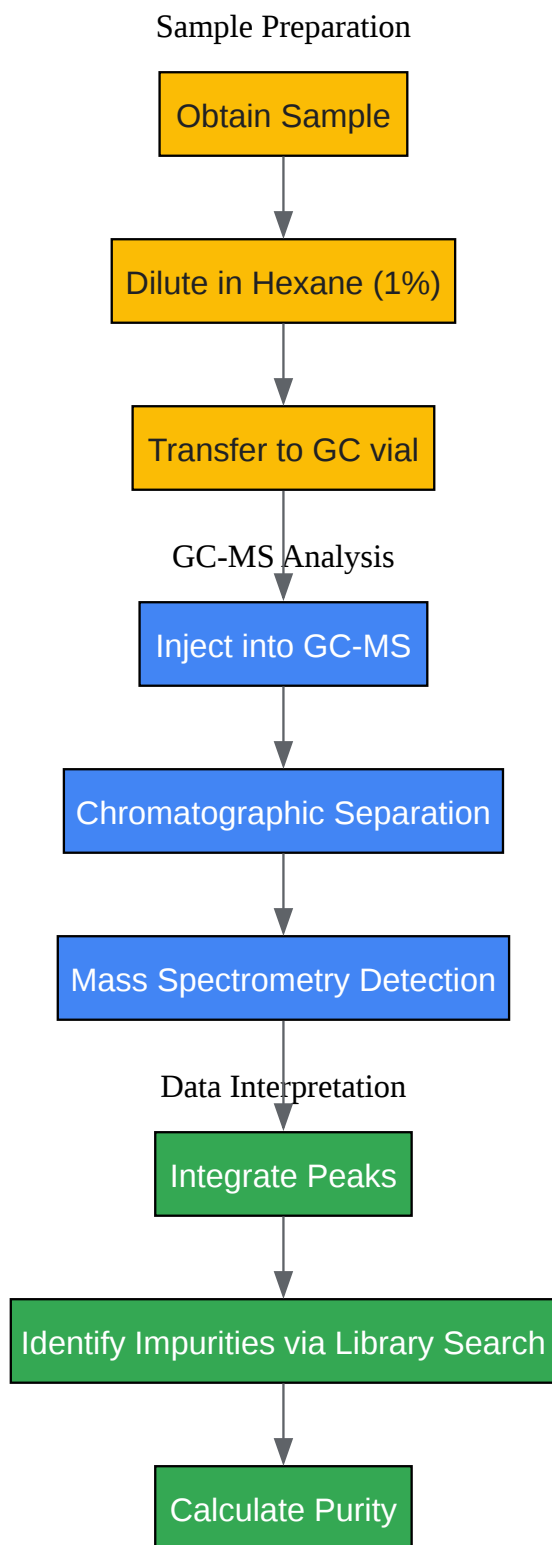 Sample Preparation
Obtain Sample
Dilute in Hexane (1%)
Transfer to GC vial
GC-MS Analysis
Inject into GC-MS
Chromatographic Separation
Mass Spectrometry Detection
Data Interpretation
Integrate Peaks
Identify Impurities via Library Search
Calculate Purity